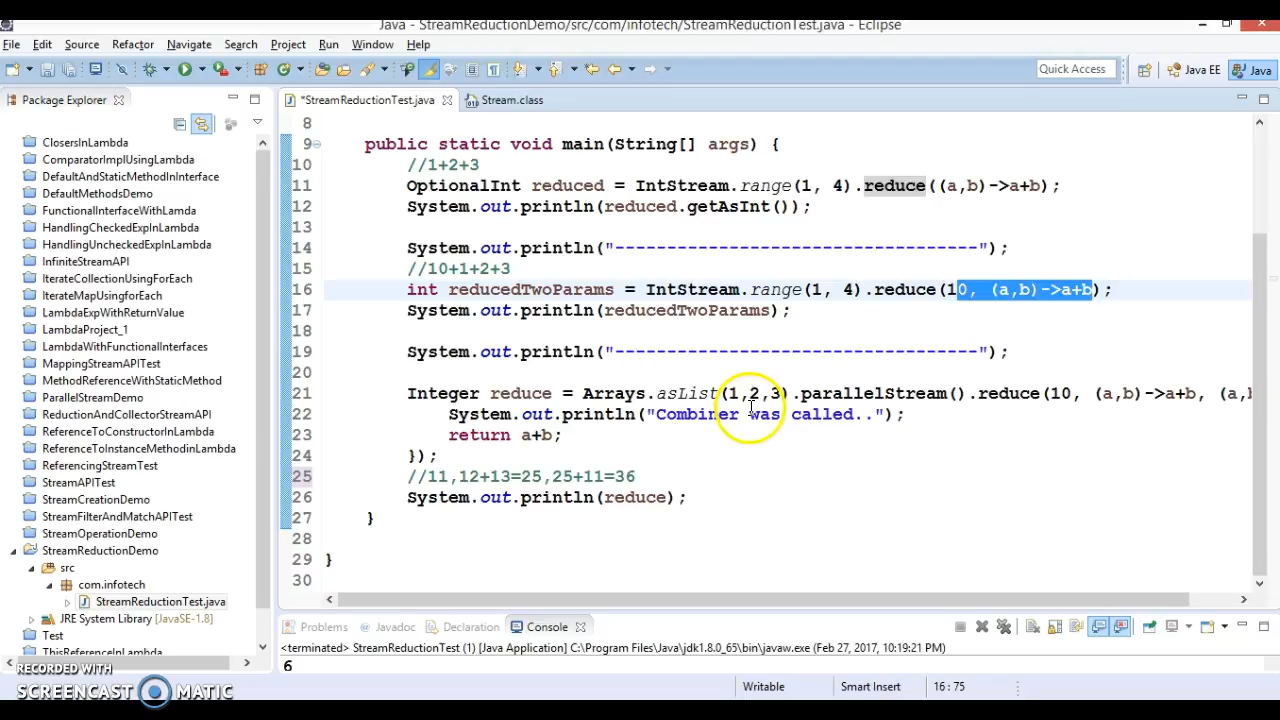 Java - StreamReductionDemo/src/com/infotech/StreamReductionTest.java - Eclipse
File Edit Source Refactor Navigate Search Project Run Window Help
Quick Access Java EE Java
Package Explorer
*StreamReductionTest.java Stream.class
ClosersInLambda
ComparatorImplUsingLambda
DefaultAndStaticMethodInInterface
DefaultMethodsDemo
FunctionalInterfaceWithLamda
HandlingCheckedExpInLambda
HandlingUncheckedExpInLambda
InfiniteStreamAPI
IterateCollectionUsingForEach
IterateMapUsingforEach
LambdaExpWithReturnValue
LambdaProject_1
LambdaWithFunctionalInterfaces
MappingStreamAPITest
MethodReferenceWithStaticMethod
ParallelStreamDemo
ReductionAndCollectorStreamAPI
ReferenceToConstructorInLambda
ReferenceToInstanceMethodInLambda
ReferencingStreamTest
StreamAPITest
StreamCreationDemo
StreamFilterAndMatchAPITest
StreamOperationDemo
StreamReductionDemo
src
com.infotech
StreamReductionTest.java
JRE System Library [JavaSE-1.8]
Test
ThisReferenceInLambda
8
9 public static void main(String[] args) {
10 //1+2+3
11 OptionalInt reduced = IntStream.range(1, 4).reduce((a,b)->a+b);
12 System.out.println(reduced.getAsInt());
13
14 System.out.println("-----------------------------------");
15 //10+1+2+3
16 int reducedTwoParams = IntStream.range(1, 4).reduce(10, (a,b)->a+b);
17 System.out.println(reducedTwoParams);
18
19 System.out.println("-----------------------------------");
20
21 Integer reduce = Arrays.asList(1,2,3).parallelStream().reduce(10, (a,b)->a+b, (a,b
22 System.out.println("Combiner was called..");
23 return a+b;
24 });
25 //11,12+13=25,25+11=36
26 System.out.println(reduce);
27 }
28
29 }
30
Problems Javadoc Declaration Console
<terminated> StreamReductionTest (1) [Java Application] C:\Program Files\Java\jdk1.8.0_65\bin\javaw.exe (Feb 27, 2017, 10:19:21 PM)
6
Writable Smart Insert 16 : 75
RECORDED WITH
SCREENCAST MATIC